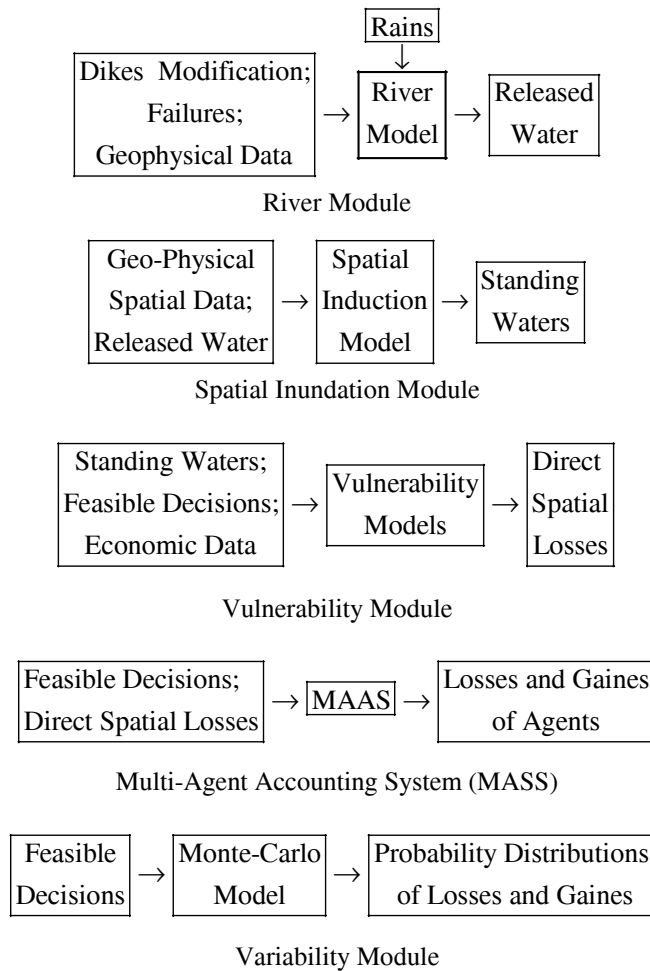 Rains
Dikes Modification;
Failures;
Geophysical Data
→
River
Model
→
Released
Water
River Module
Geo-Physical
Spatial Data;
Released Water
→
Spatial
Induction
Model
→
Standing
Waters
Spatial Inundation Module
Standing Waters;
Feasible Decisions;
Economic Data
→
Vulnerability
Models
→
Direct
Spatial
Losses
Vulnerability Module
Feasible Decisions;
Direct Spatial Losses
→
MAAS
→
Losses and Gaines
of Agents
Multi-Agent Accounting System (MASS)
Feasible
Decisions
→
Monte-Carlo
Model
→
Probability Distributions
of Losses and Gaines
Variability Module